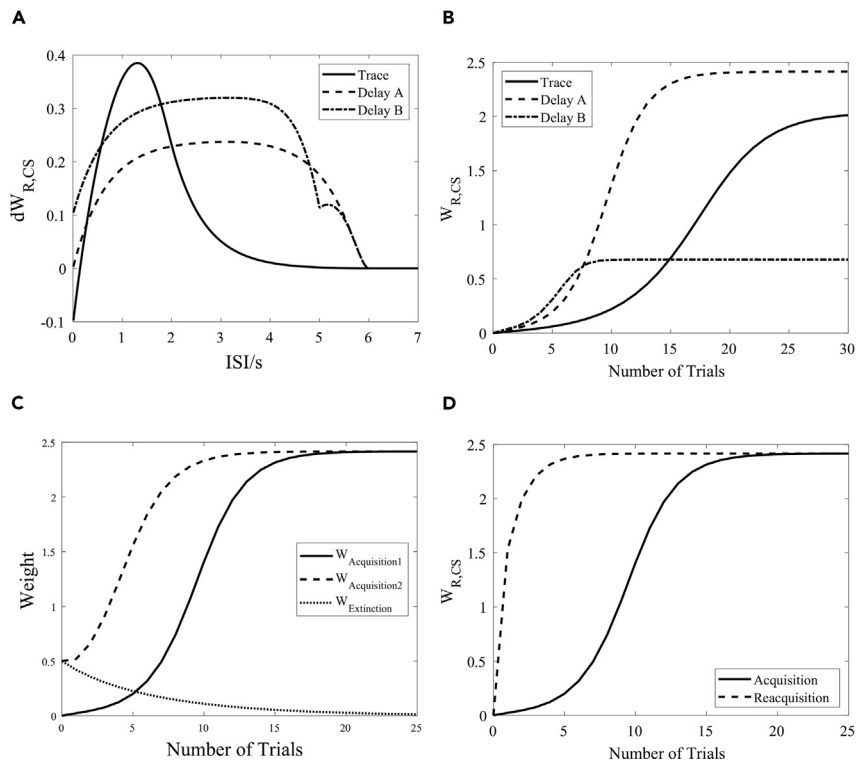 A
dW_R,CS
0.4
0.3
0.2
0.1
0
-0.1
0
1
2
3
4
5
6
7
ISI/s
Trace
Delay A
Delay B
B
W_R,CS
2.5
2
1.5
1
0.5
0
0
5
10
15
20
25
30
Number of Trials
Trace
Delay A
Delay B
C
Weight
2.5
2
1.5
1
0.5
0
0
5
10
15
20
25
Number of Trials
W_Acquisition1
W_Acquisition2
W_Extinction
D
W_R,CS
2.5
2
1.5
1
0.5
0
0
5
10
15
20
25
Number of Trials
Acquisition
Reacquisition